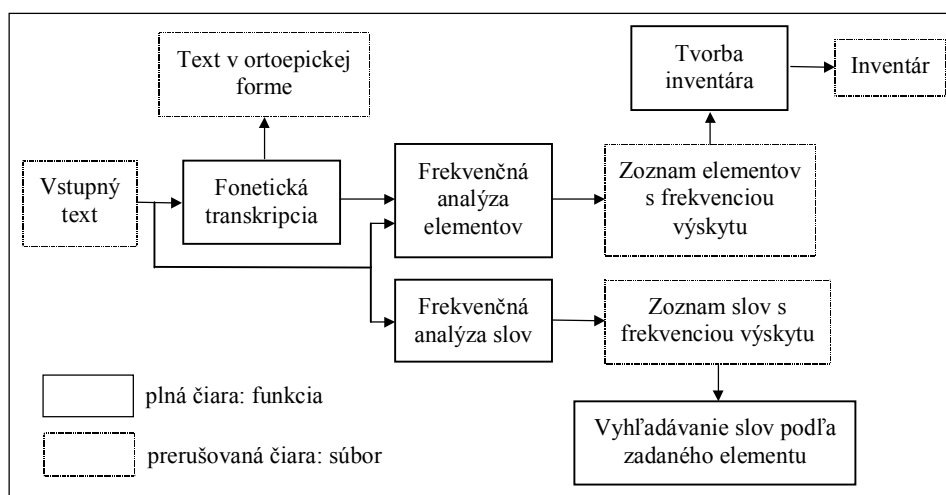 Text v ortoepickej
forme
Tvorba
inventára
Inventár
Vstupný
text
Fonetická
transkripcia
Frekvenčná
analýza
elementov
Zoznam elementov
s frekvenciou
výskytu
Frekvenčná
analýza slov
Zoznam slov s
frekvenciou výskytu
Vyhľadávanie slov podľa
zadaného elementu
plná čiara: funkcia
prerušovaná čiara: súbor